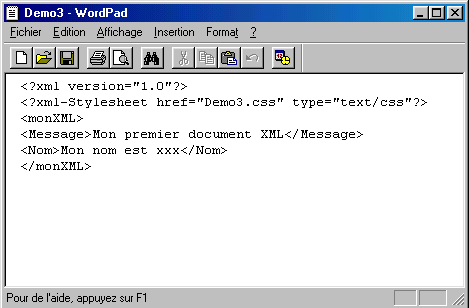 Demo3 - WordPad
Fichier Edition Affichage Insertion Format ?
<?xml version="1.0"?>
<?xml-Stylesheet href="Demo3.css" type="text/css"?>
<monXML>
<Message>Mon premier document XML</Message>
<Nom>Mon nom est xxx</Nom>
</monXML>
Pour de l'aide, appuyez sur F1